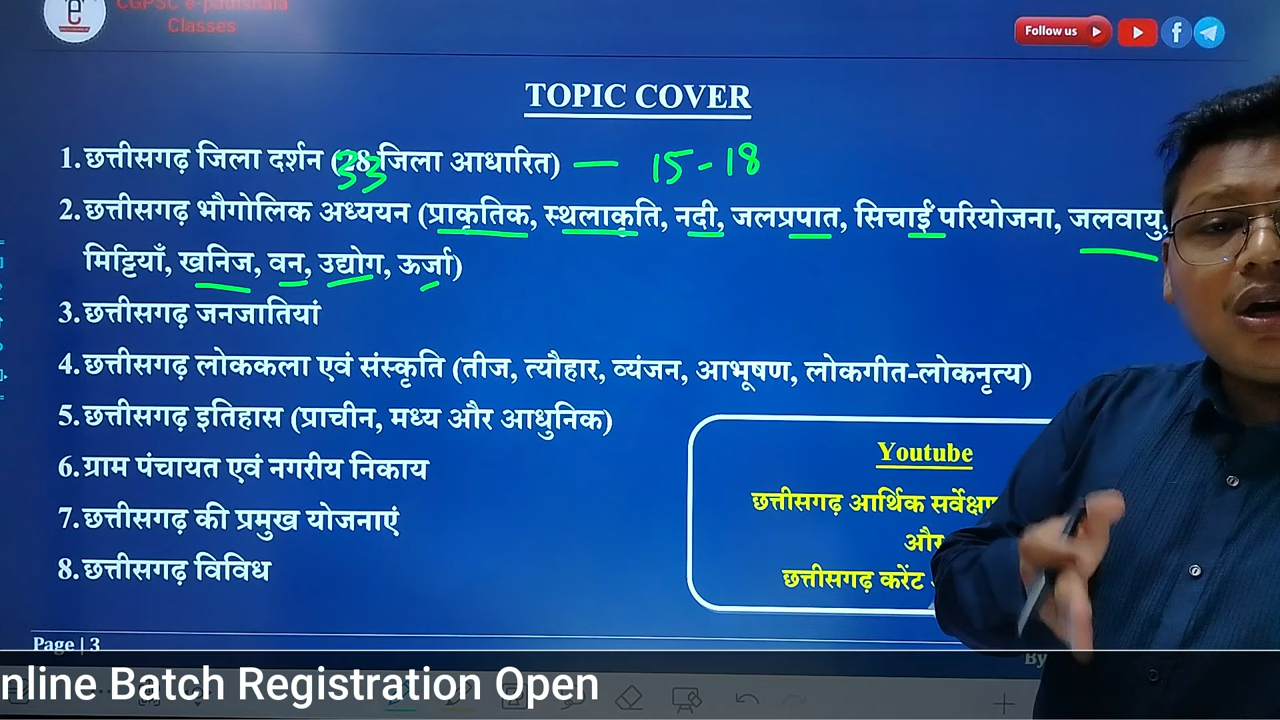 CGPSC e-pathshala
Classes
Follow us
TOPIC COVER
1. छत्तीसगढ़ जिला दर्शन (28 जिला आधारित) — 15-18
33
2. छत्तीसगढ़ भौगोलिक अध्ययन (प्राकृतिक, स्थलाकृति, नदी, जलप्रपात, सिचाईं परियोजना, जलवायु,
मिट्टियाँ, खनिज, वन, उद्योग, ऊर्जा)
3. छत्तीसगढ़ जनजातियां
4. छत्तीसगढ़ लोककला एवं संस्कृति (तीज, त्यौहार, व्यंजन, आभूषण, लोकगीत-लोकनृत्य)
5. छत्तीसगढ़ इतिहास (प्राचीन, मध्य और आधुनिक)
6. ग्राम पंचायत एवं नगरीय निकाय
7. छत्तीसगढ़ की प्रमुख योजनाएं
8. छत्तीसगढ़ विविध
Youtube
छत्तीसगढ़ आर्थिक
और
छत्तीसगढ़ करेंट
Page | 3
By
nline Batch Registration Open